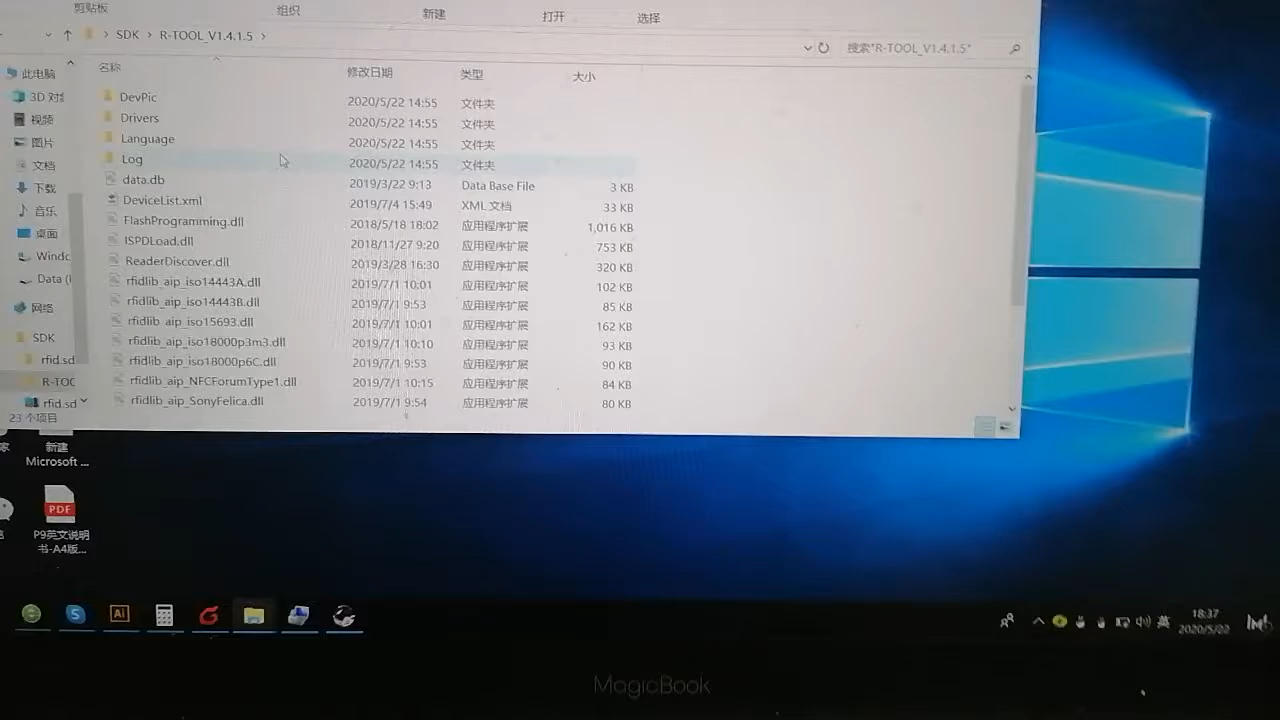 剪贴板 组织 新建 打开 选择
SDK > R-TOOL_V1.4.1.5 >
搜索"R-TOOL_V1.4.1.5"
名称 修改日期 类型 大小
此电脑
3D 对
视频
图片
文档
下载
音乐
桌面
Windc
Data (
网络
SDK
rfid.sd
R-TOC
rfid.sd
23 个项目
DevPic 2020/5/22 14:55 文件夹
Drivers 2020/5/22 14:55 文件夹
Language 2020/5/22 14:55 文件夹
Log 2020/5/22 14:55 文件夹
data.db 2019/3/22 9:13 Data Base File 3 KB
DeviceList.xml 2019/7/4 15:49 XML 文档 33 KB
FlashProgramming.dll 2018/5/18 18:02 应用程序扩展 1,016 KB
ISPDLoad.dll 2018/11/27 9:20 应用程序扩展 753 KB
ReaderDiscover.dll 2019/3/28 16:30 应用程序扩展 320 KB
rfidlib_aip_iso14443A.dll 2019/7/1 10:01 应用程序扩展 102 KB
rfidlib_aip_iso14443B.dll 2019/7/1 9:53 应用程序扩展 85 KB
rfidlib_aip_iso15693.dll 2019/7/1 10:01 应用程序扩展 162 KB
rfidlib_aip_iso18000p3m3.dll 2019/7/1 10:10 应用程序扩展 93 KB
rfidlib_aip_iso18000p6C.dll 2019/7/1 9:53 应用程序扩展 90 KB
rfidlib_aip_NFCForumType1.dll 2019/7/1 10:15 应用程序扩展 84 KB
rfidlib_aip_SonyFelica.dll 2019/7/1 9:54 应用程序扩展 80 KB
新建
Microsoft ...
PDF
P9英文说明
书-A4版...
Ai
英
18:37
2020/5/22
MagicBook